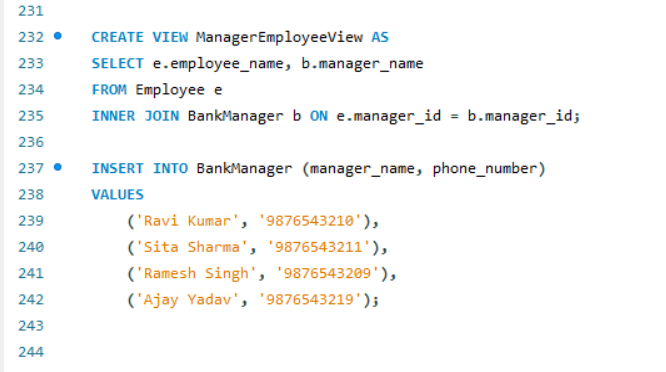 231
232 CREATE VIEW ManagerEmployeeView AS
233 SELECT e.employee_name, b.manager_name
234 FROM Employee e
235 INNER JOIN BankManager b ON e.manager_id = b.manager_id;
236
237 INSERT INTO BankManager (manager_name, phone_number)
238 VALUES
239 ('Ravi Kumar', '9876543210'),
240 ('Sita Sharma', '9876543211'),
241 ('Ramesh Singh', '9876543209'),
242 ('Ajay Yadav', '9876543219');
243
244